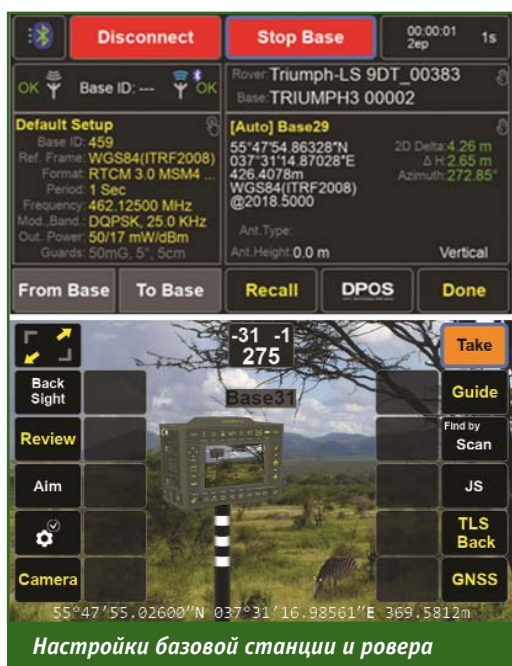 Disconnect
Stop Base
00:00:01
2ep
1s
OK
Base ID: ---
OK
Rover: Triumph-LS 9DT_00383
Base: TRIUMPH3 00002
Default Setup
Base ID: 459
Ref. Frame: WGS84(ITRF2008)
Format: RTCM 3.0 MSM4 ...
Period: 1 Sec
Frequency: 462.12500 MHz
Mod.,Band.: DQPSK, 25.0 KHz
Out. Power: 50/17 mW/dBm
Guards: 50mG, 5°, 5cm
[Auto] Base29
55°47'54.86328"N
037°31'14.87028"E
426.4078m
WGS84(ITRF2008)
@2018.5000
2D Delta: 4.26 m
Δ H: 2.65 m
Azimuth: 272.85°
Ant.Type:
Ant.Height: 0.0 m
Vertical
From Base
To Base
Recall
DPOS
Done
-31 -1
275
Take
Back
Sight
Base31
Guide
Review
Find by
Scan
Aim
JS
TLS
Back
Camera
GNSS
55°47'55.02600"N 037°31'16.98561"E 369.5812m
Настройки базовой станции и ровера